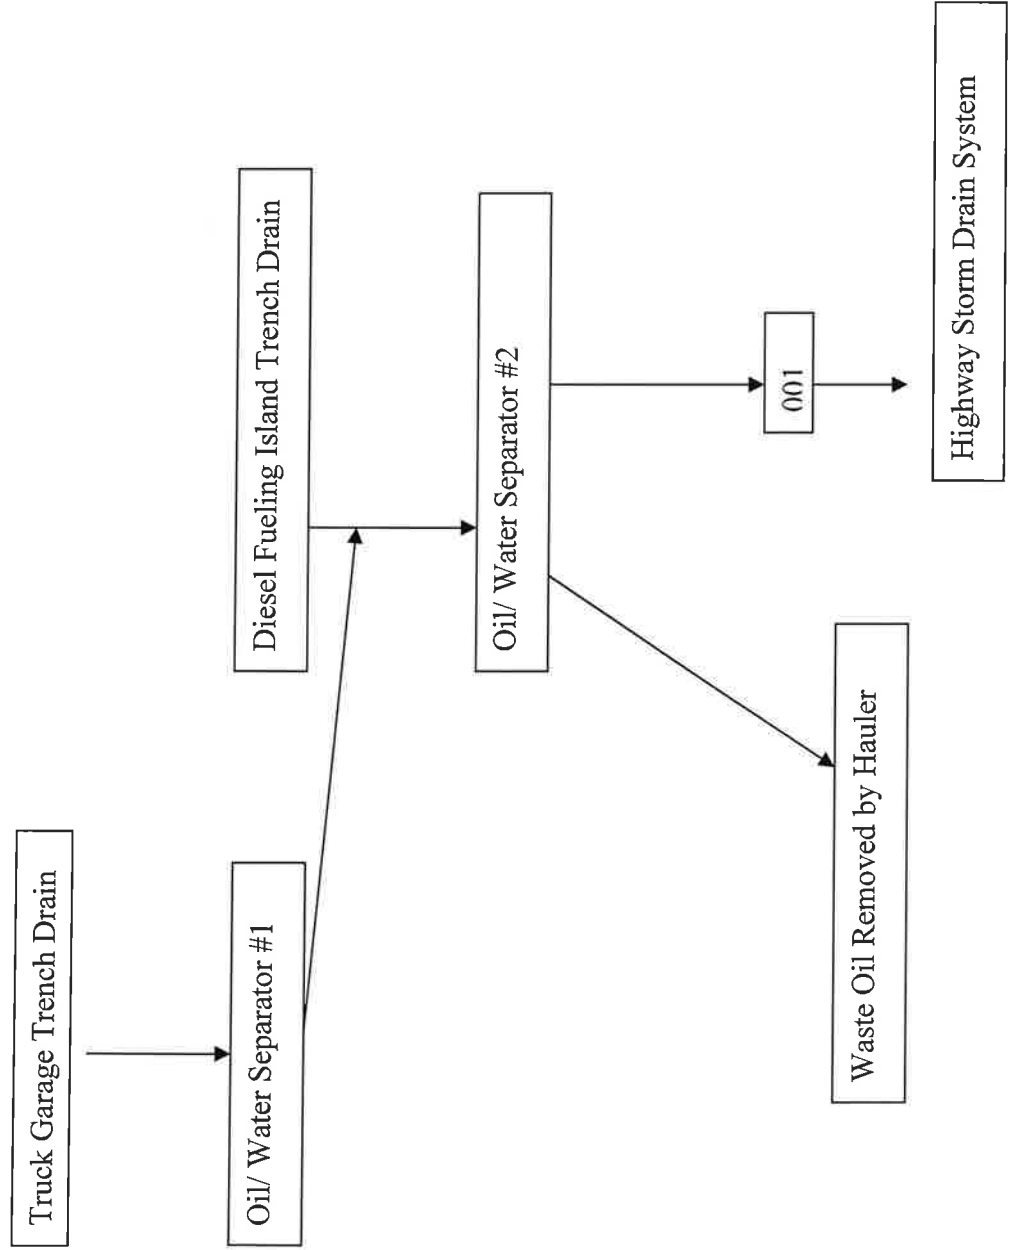 Truck Garage Trench Drain
Oil/ Water Separator #1
Diesel Fueling Island Trench Drain
Oil/ Water Separator #2
001
Waste Oil Removed by Hauler
Highway Storm Drain System